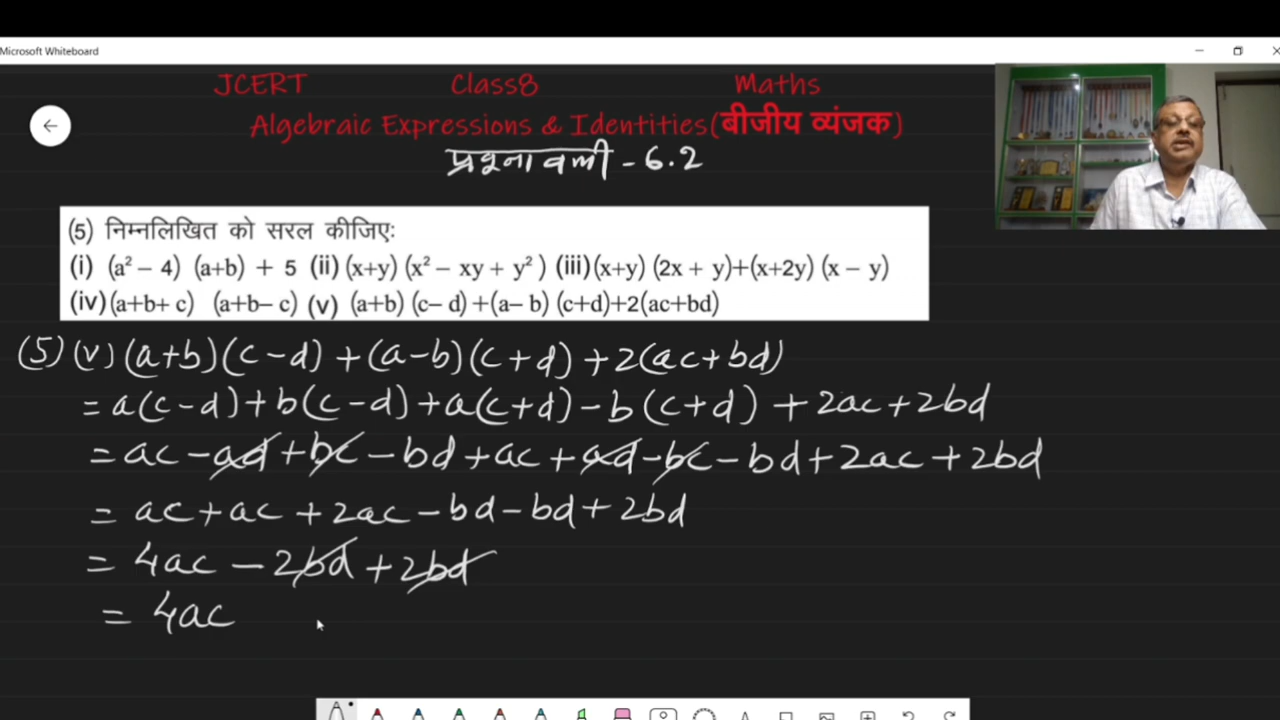 Microsoft Whiteboard
JCERT Class8 Maths
Algebraic Expressions & Identities(बीजीय व्यंजक)
प्रश्नावली - 6.2
(5) निम्नलिखित को सरल कीजिए:
(i) (a² – 4) (a+b) + 5 (ii) (x+y) (x² – xy + y²) (iii)(x+y) (2x + y)+(x+2y) (x – y)
(iv)(a+b+ c) (a+b– c) (v) (a+b) (c– d) +(a– b) (c+d)+2(ac+bd)
(5) (v) (a+b)(c-d) + (a-b)(c+d) + 2(ac+bd)
= a(c-d)+b(c-d)+a(c+d)-b(c+d) + 2ac+2bd
= ac-ad+bc-bd+ac+ad-bc-bd+2ac+2bd
= ac+ac+2ac-bd-bd+2bd
= 4ac-2bd+2bd
= 4ac